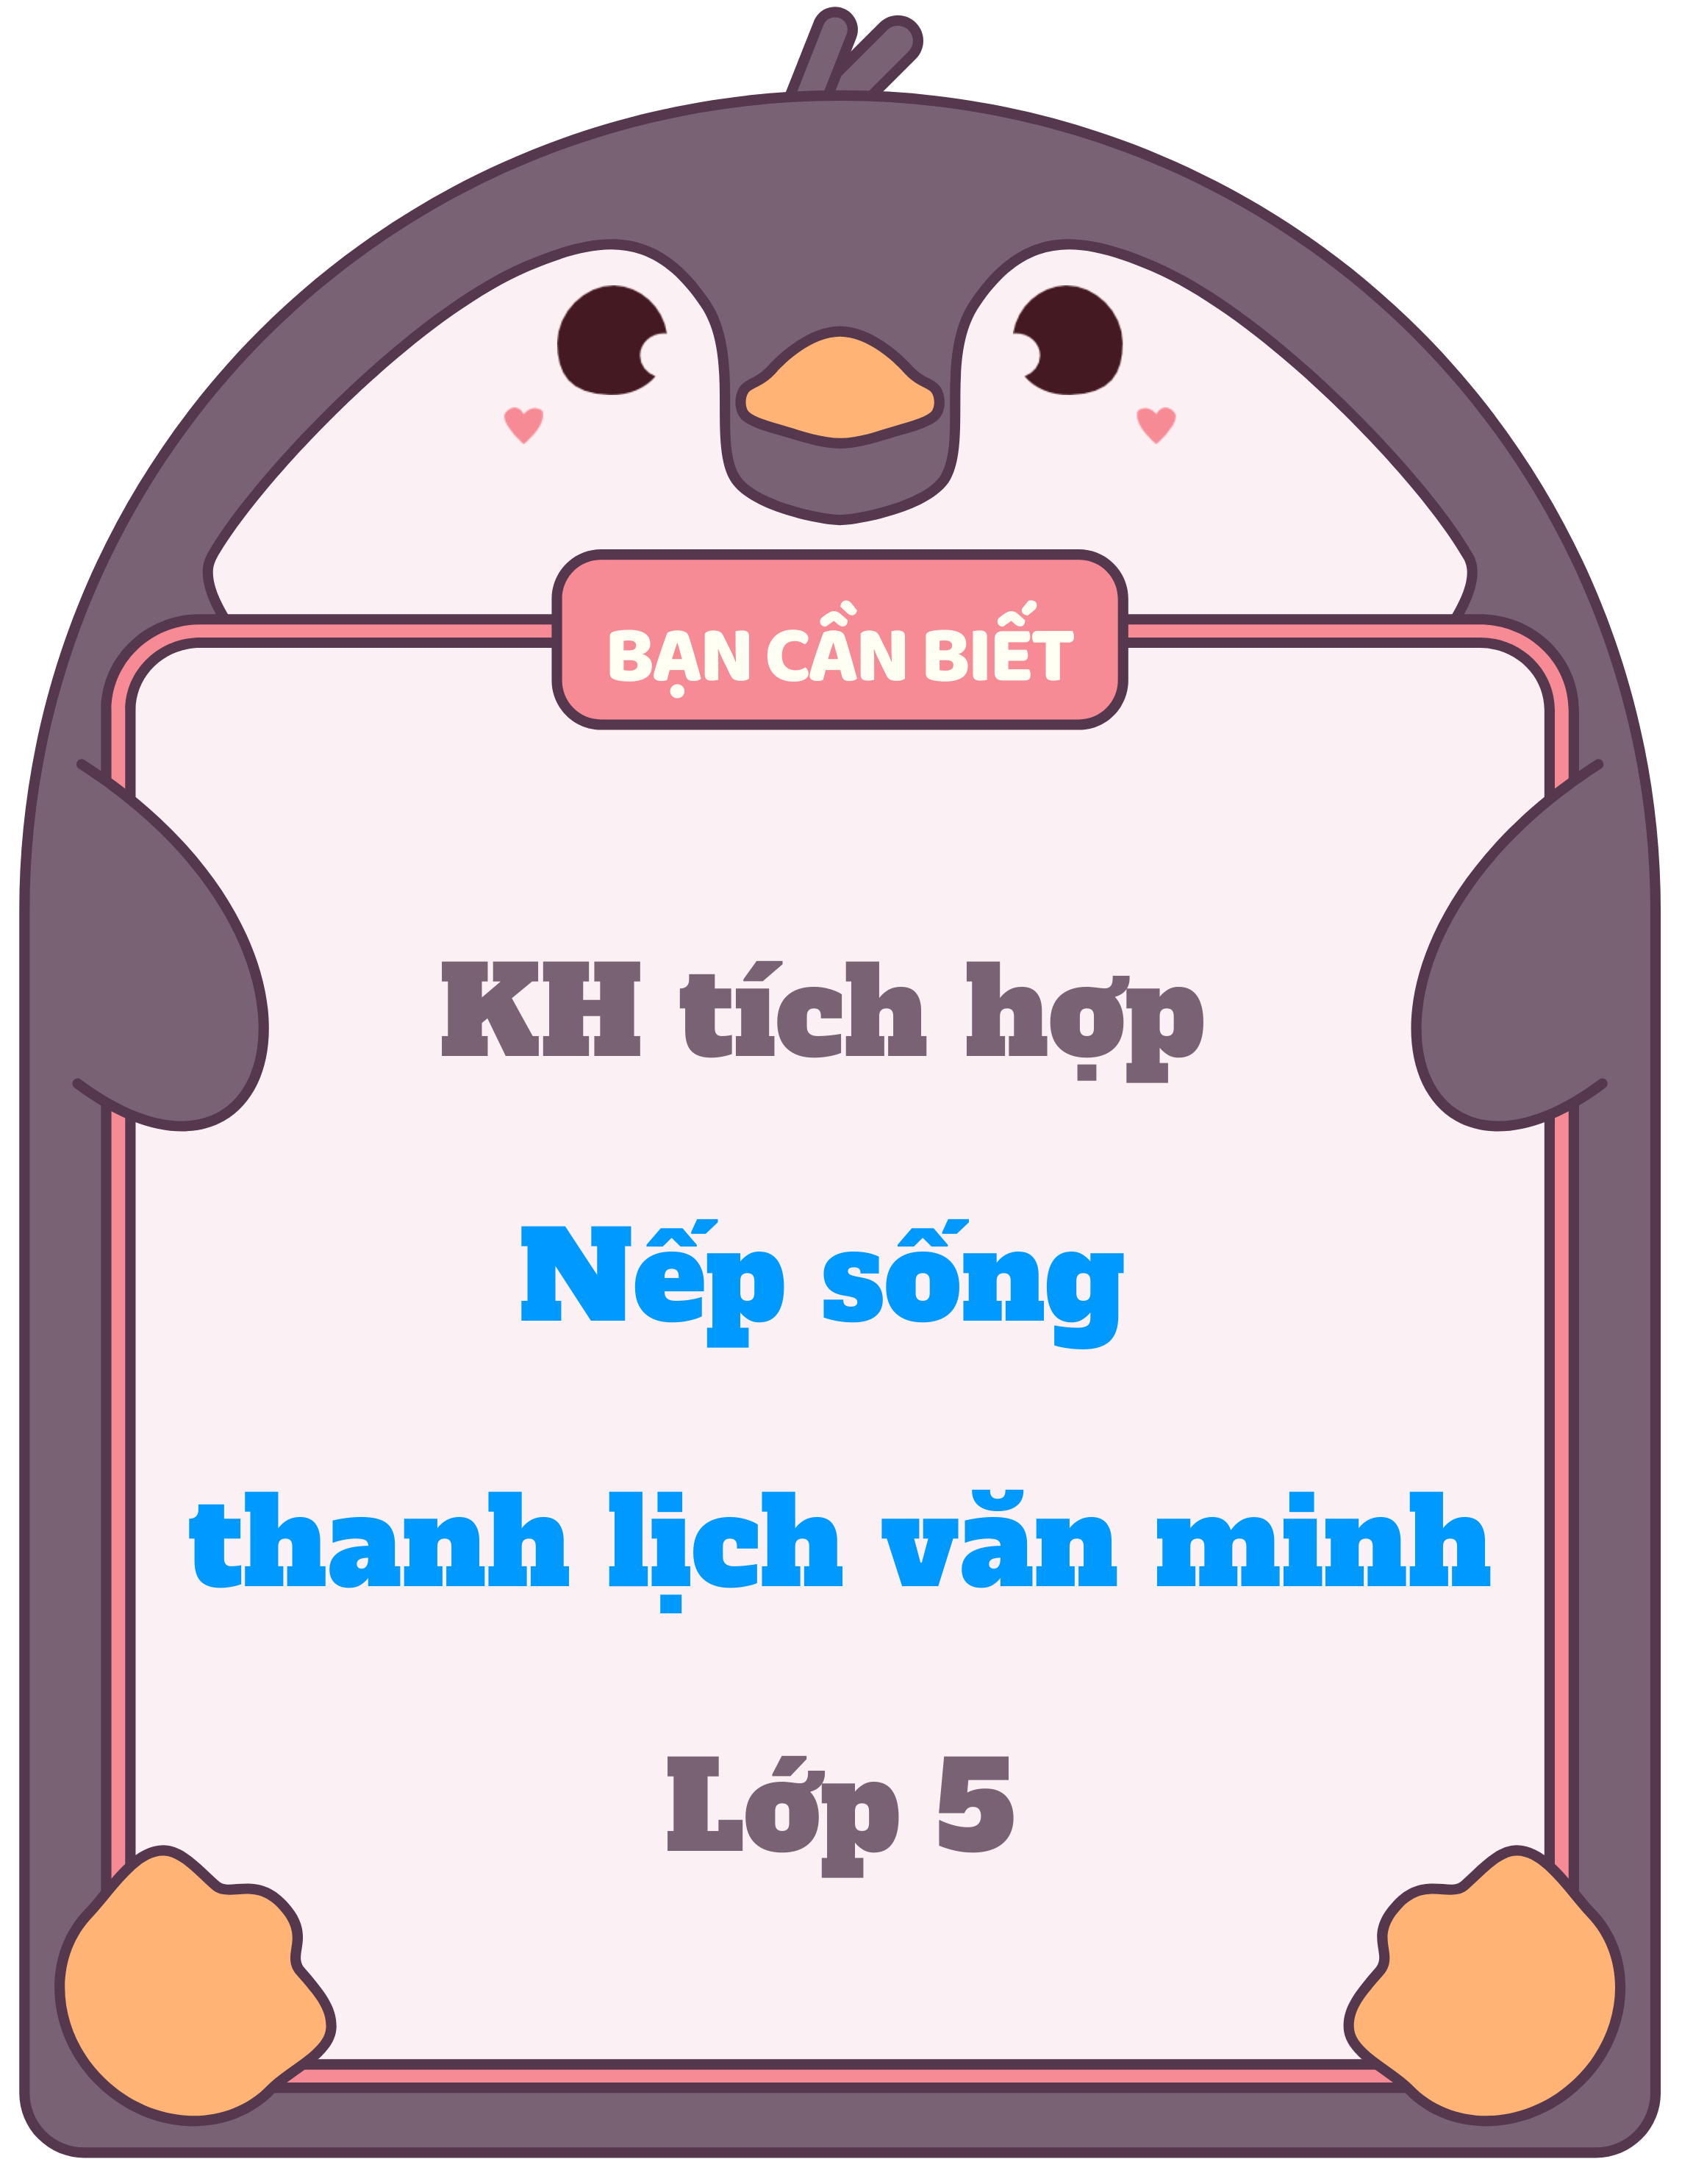 BẠN CẦN BIẾT
KH tích hợp
Nếp sống
thanh lịch văn minh
Lớp 5